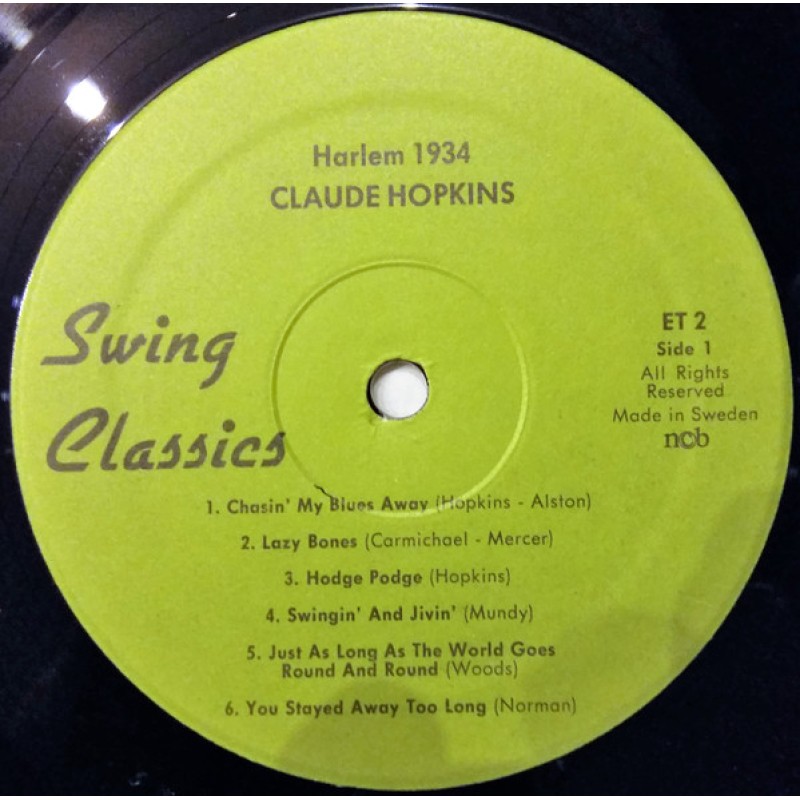 Harlem 1934
CLAUDE HOPKINS
Swing
Classics
ET 2
Side 1
All Rights
Reserved
Made in Sweden
ncb
1. Chasin' My Blues Away (Hopkins - Alston)
2. Lazy Bones (Carmichael - Mercer)
3. Hodge Podge (Hopkins)
4. Swingin' And Jivin' (Mundy)
5. Just As Long As The World Goes
Round And Round (Woods)
6. You Stayed Away Too Long (Norman)